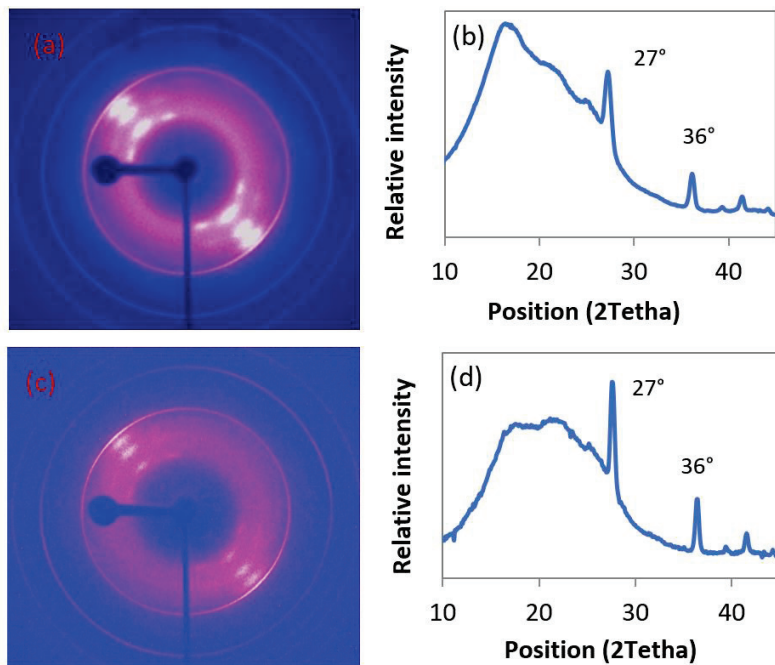 (a)
(b)
27°
36°
Relative intensity
10 20 30 40
Position (2Tetha)
(c)
(d)
27°
36°
Relative intensity
10 20 30 40
Position (2Tetha)